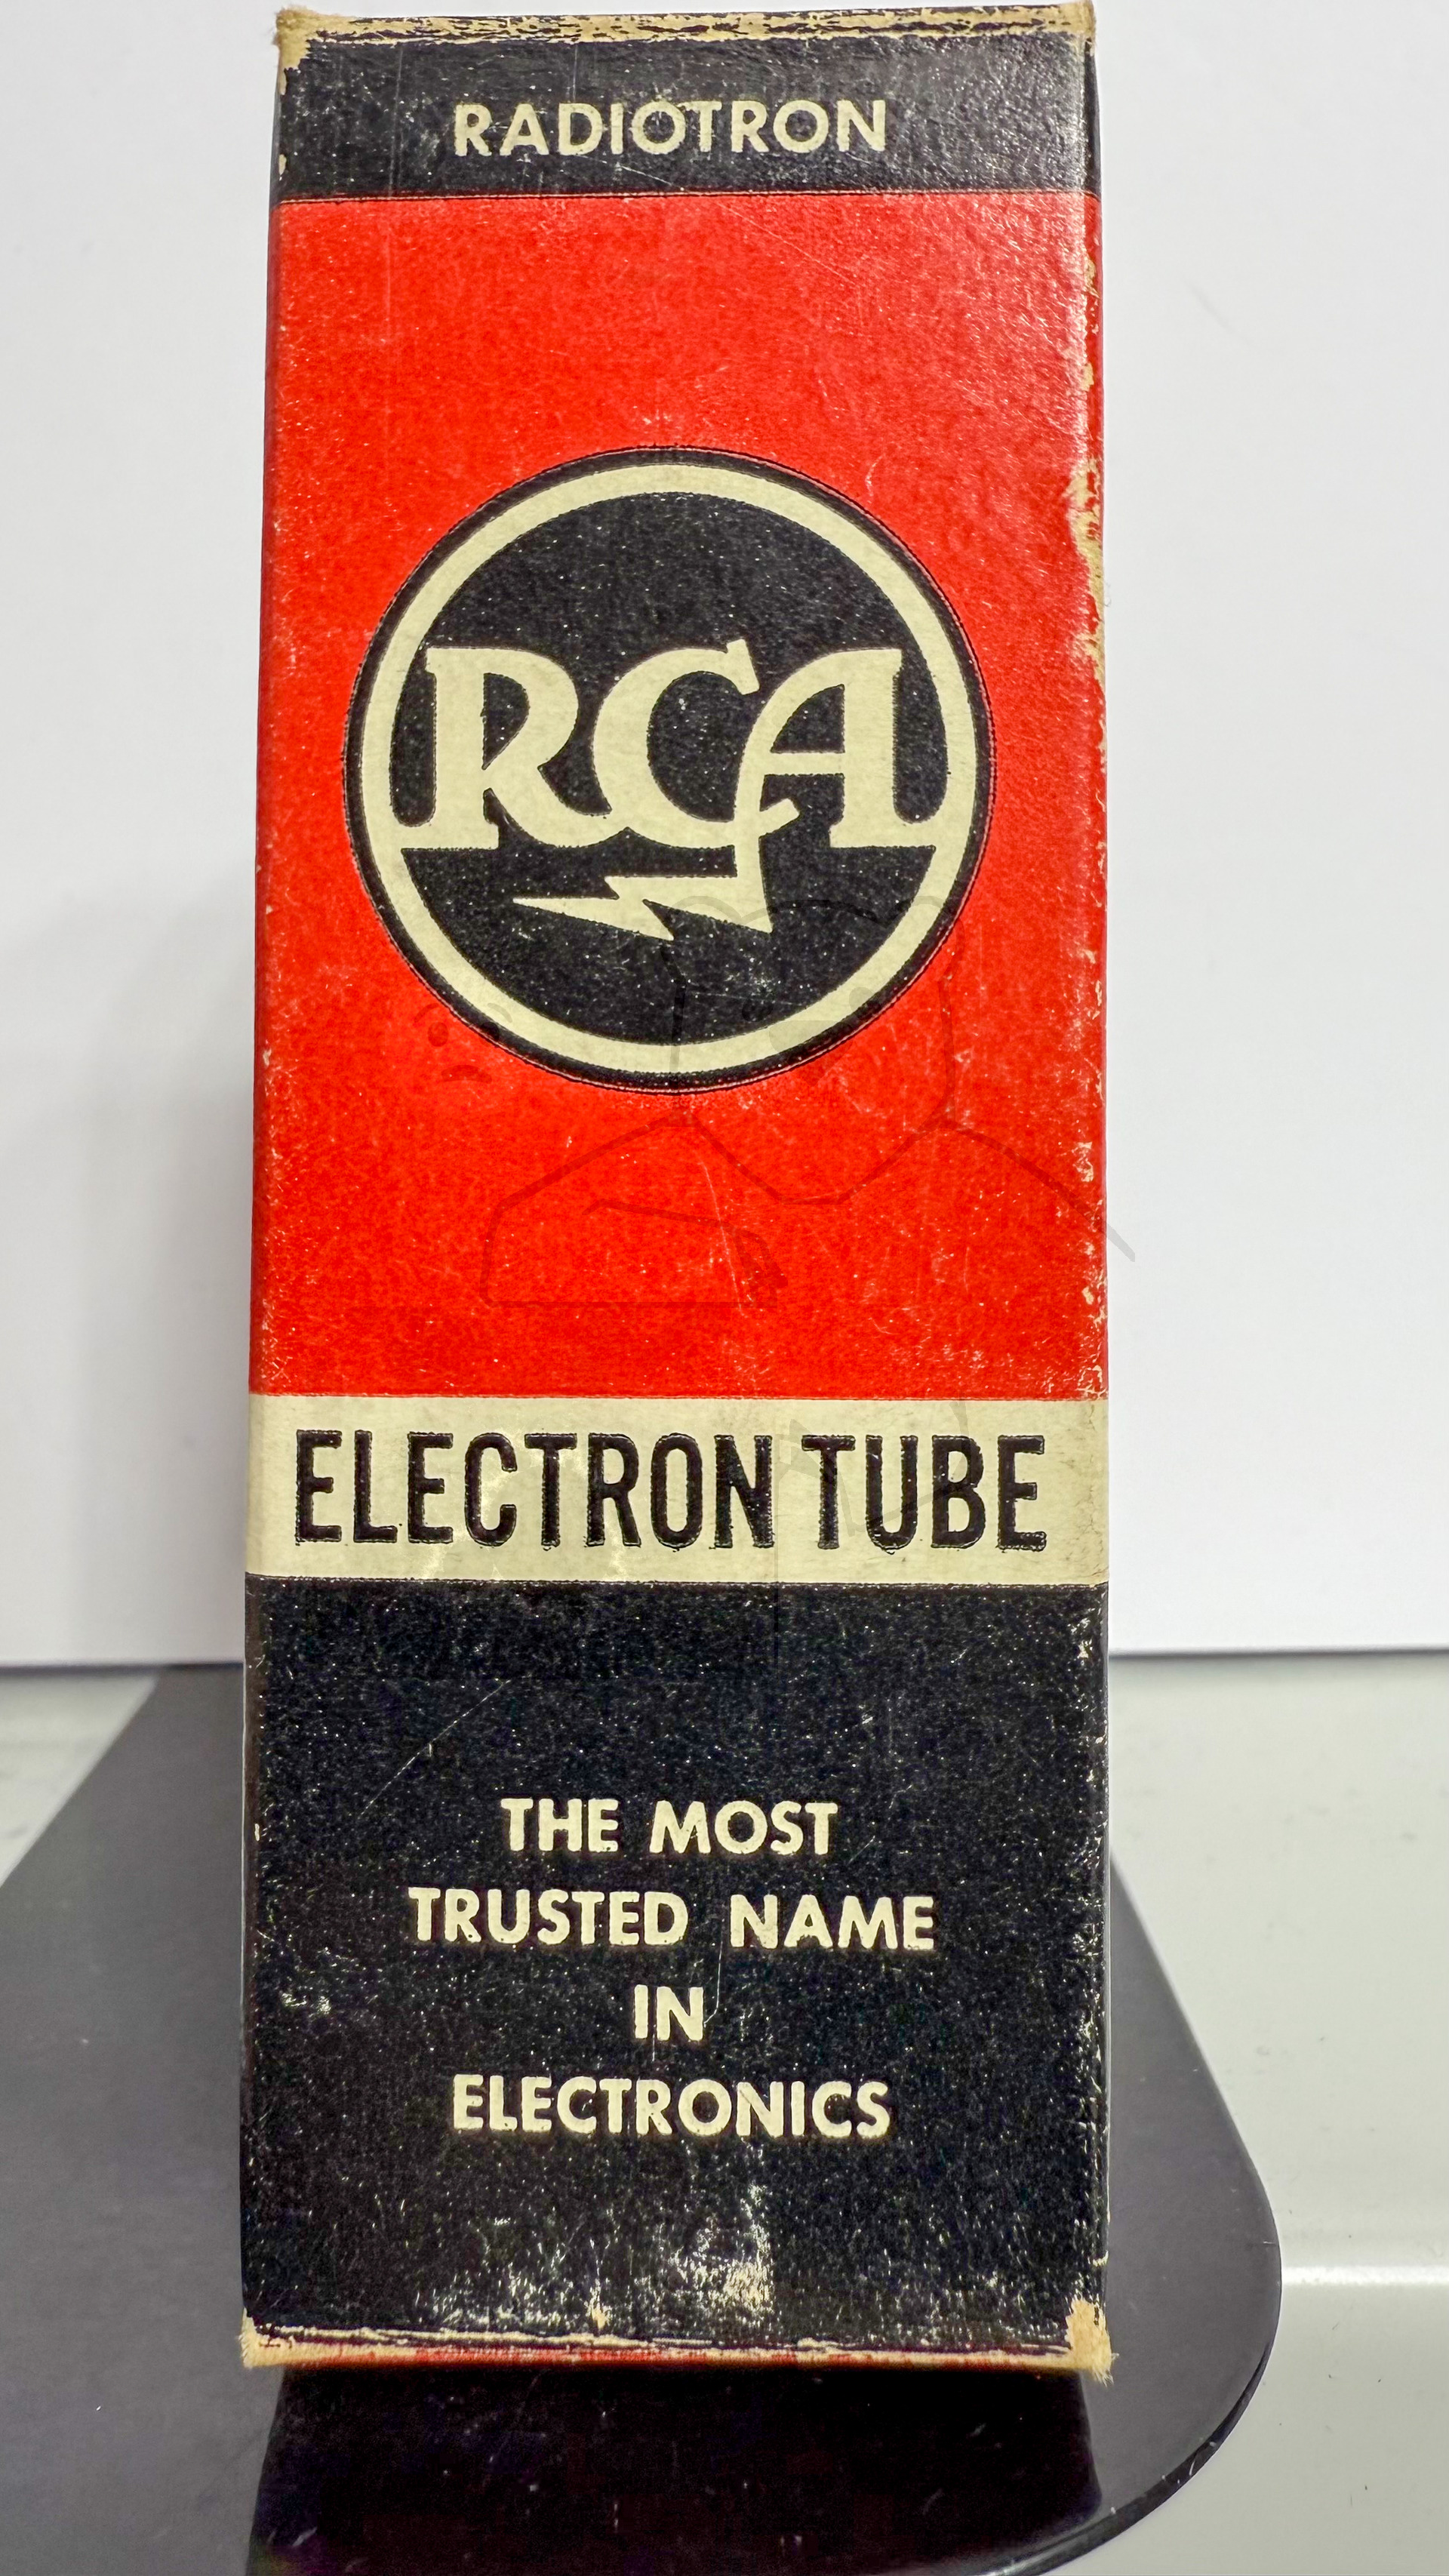 RADIOTRON
RCA
ELECTRON TUBE
THE MOST
TRUSTED NAME
IN
ELECTRONICS